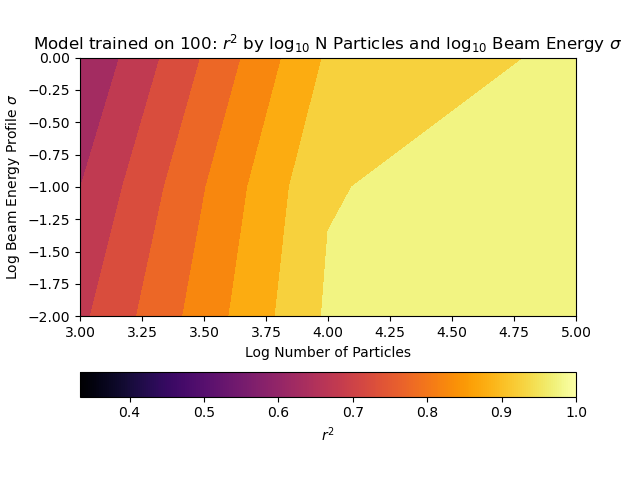 Model trained on 100: r² by log₁₀ N Particles and log₁₀ Beam Energy σ
0.00
−0.25
−0.50
−0.75
−1.00
−1.25
−1.50
−1.75
−2.00
Log Beam Energy Profile σ
3.00 3.25 3.50 3.75 4.00 4.25 4.50 4.75 5.00
Log Number of Particles
0.4 0.5 0.6 0.7 0.8 0.9 1.0
r²